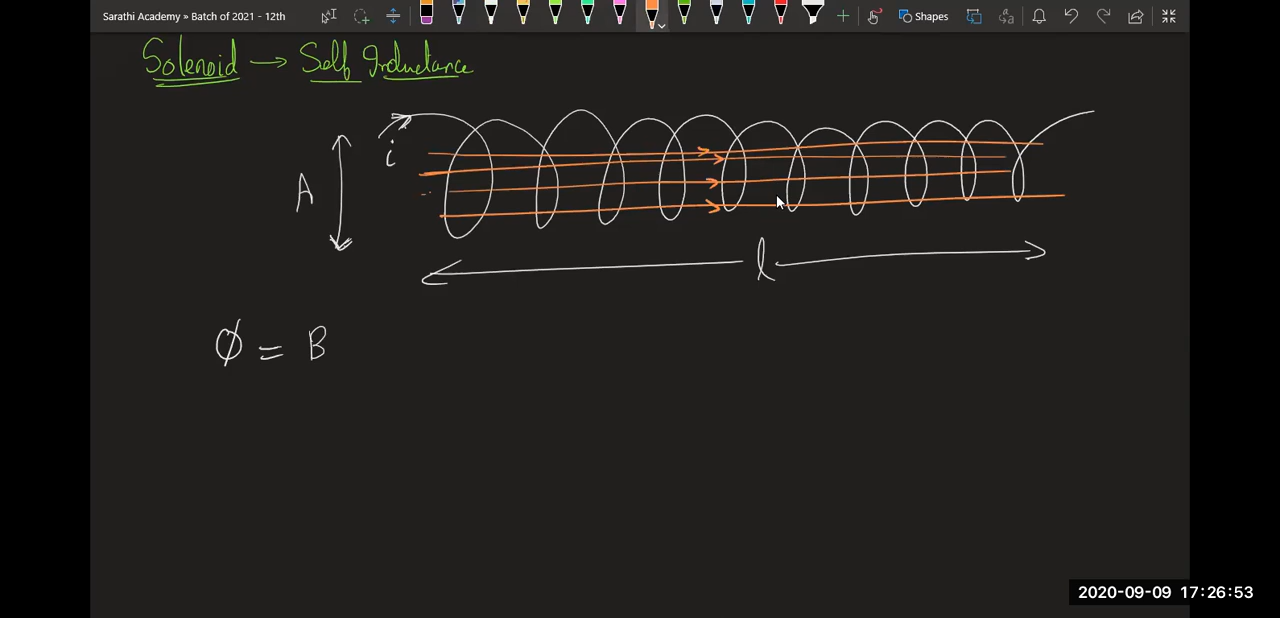 Sarathi Academy » Batch of 2021 - 12th
Shapes
Solenoid → Self Inductance
i
A
l
Φ = B
2020-09-09 17:26:53